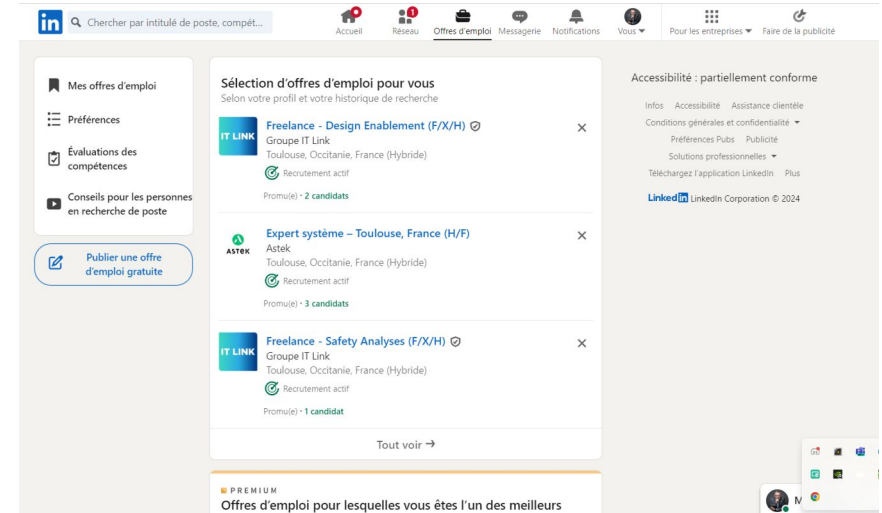 in
Chercher par intitulé de poste, compét...
Accueil
1
Réseau
Offres d'emploi
Messagerie
Notifications
Vous
Pour les entreprises
Faire de la publicité
Mes offres d'emploi
Préférences
Évaluations des
compétences
Conseils pour les personnes
en recherche de poste
Publier une offre
d'emploi gratuite
Sélection d'offres d'emploi pour vous
Selon votre profil et votre historique de recherche
IT LINK
Freelance - Design Enablement (F/X/H)
Groupe IT Link
Toulouse, Occitanie, France (Hybride)
Recrutement actif
Promu(e) · 2 candidats
ASTEK
Expert système – Toulouse, France (H/F)
Astek
Toulouse, Occitanie, France (Hybride)
Recrutement actif
Promu(e) · 3 candidats
IT LINK
Freelance - Safety Analyses (F/X/H)
Groupe IT Link
Toulouse, Occitanie, France (Hybride)
Recrutement actif
Promu(e) · 1 candidat
Tout voir →
PREMIUM
Offres d'emploi pour lesquelles vous êtes l'un des meilleurs
Accessibilité : partiellement conforme
Infos Accessibilité Assistance clientèle
Conditions générales et confidentialité
Préférences Pubs Publicité
Solutions professionnelles
Téléchargez l'application LinkedIn Plus
LinkedIn LinkedIn Corporation © 2024
M